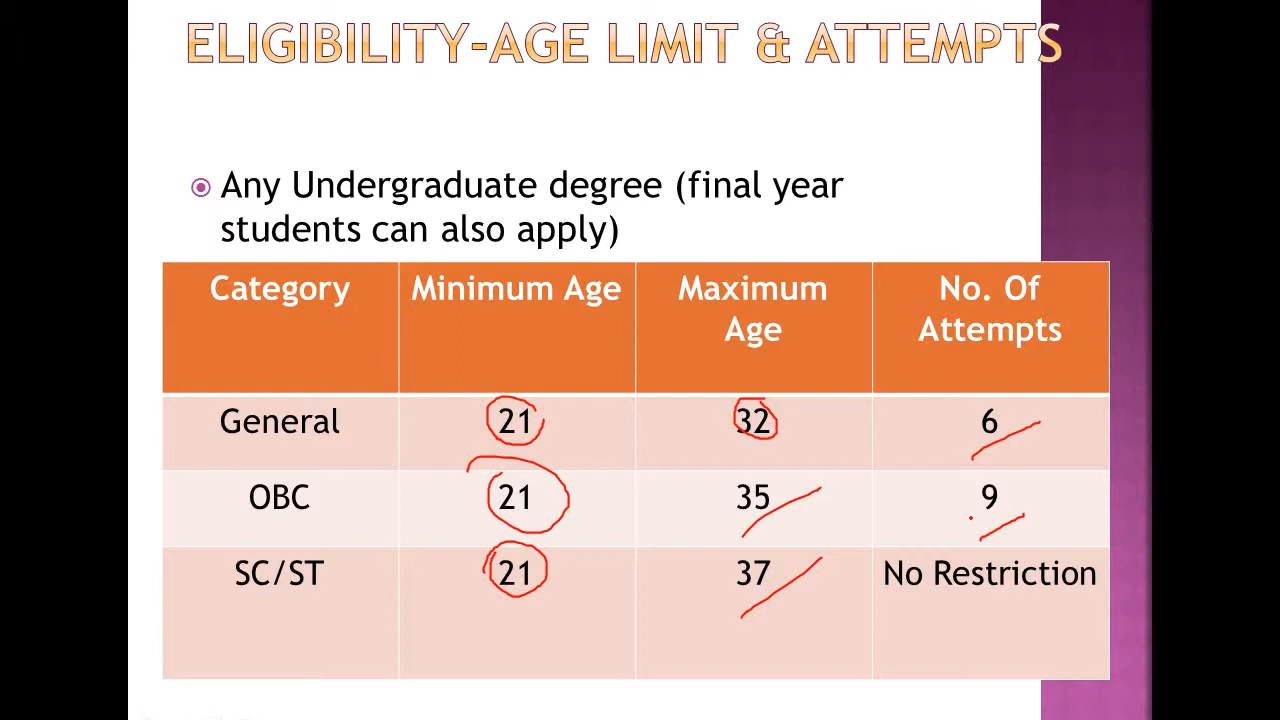 ELIGIBILITY-AGE LIMIT & ATTEMPTS
Any Undergraduate degree (final year
students can also apply)
Category Minimum Age Maximum Age No. Of Attempts
General 21 32 6
OBC 21 35 9
SC/ST 21 37 No Restriction